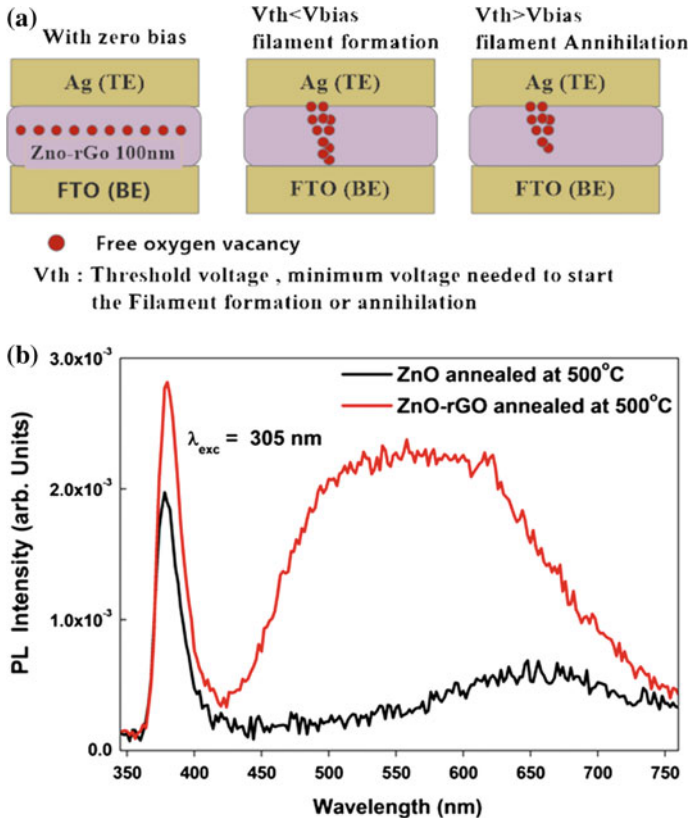 (a)
With zero bias
Vth<Vbias
filament formation
Vth>Vbias
filament Annihilation
Ag (TE)
Ag (TE)
Ag (TE)
Zno-rGo 100nm
FTO (BE)
FTO (BE)
FTO (BE)
Free oxygen vacancy
Vth : Threshold voltage , minimum voltage needed to start
the Filament formation or annihilation
(b)
3.0x10⁻³
2.0x10⁻³
1.0x10⁻³
0.0
PL Intensity (arb. Units)
ZnO annealed at 500°C
ZnO-rGO annealed at 500°C
λexc = 305 nm
350 400 450 500 550 600 650 700 750
Wavelength (nm)